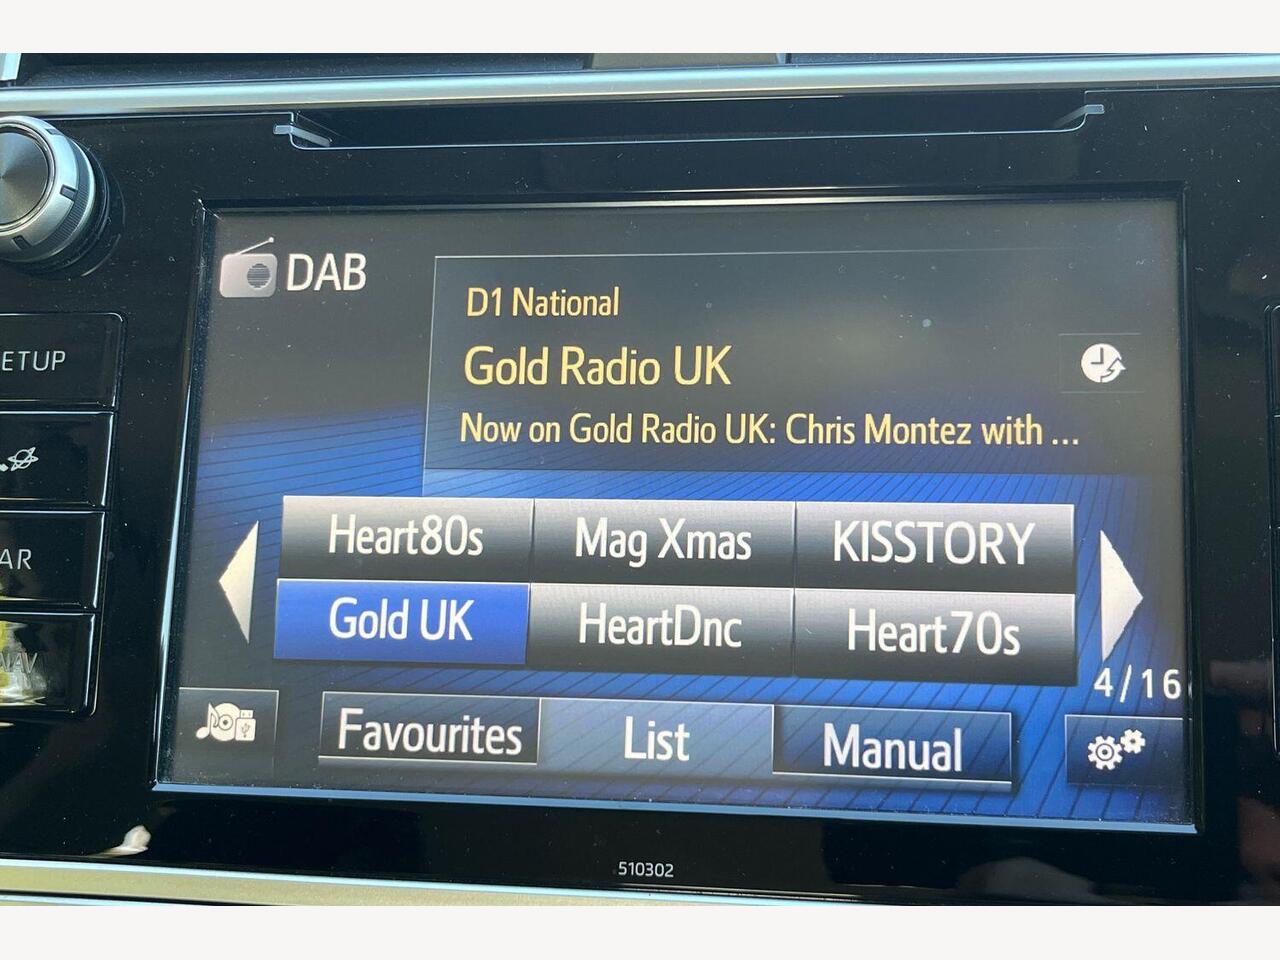 DAB
D1 National
Gold Radio UK
Now on Gold Radio UK: Chris Montez with ...
ETUP
AR
NAV
Heart80s Mag Xmas KISSTORY
Gold UK HeartDnc Heart70s
4/16
Favourites List Manual
510302